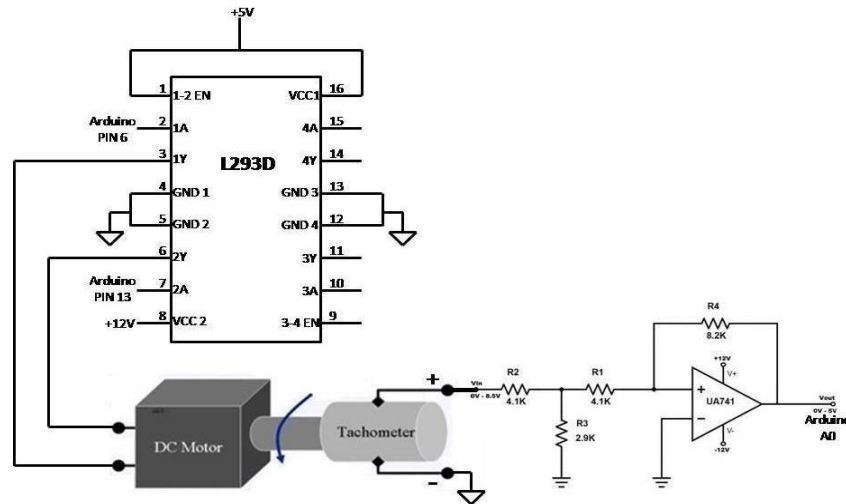 +5V
1 1-2 EN VCC1 16
Arduino PIN 6
2 1A 4A 15
3 1Y 4Y 14
L293D
4 GND 1 GND 3 13
5 GND 2 GND 4 12
6 2Y 3Y 11
Arduino PIN 13
7 2A 3A 10
+12V 8 VCC 2 3-4 EN 9
DC Motor
Tachometer
+
-
Vin
0V - 8.5V
R2
4.1K
R1
4.1K
R3
2.9K
R4
8.2K
+12V
V+
+
UA741
-
V-
-12V
Vout
0V - 5V
Arduino
A0